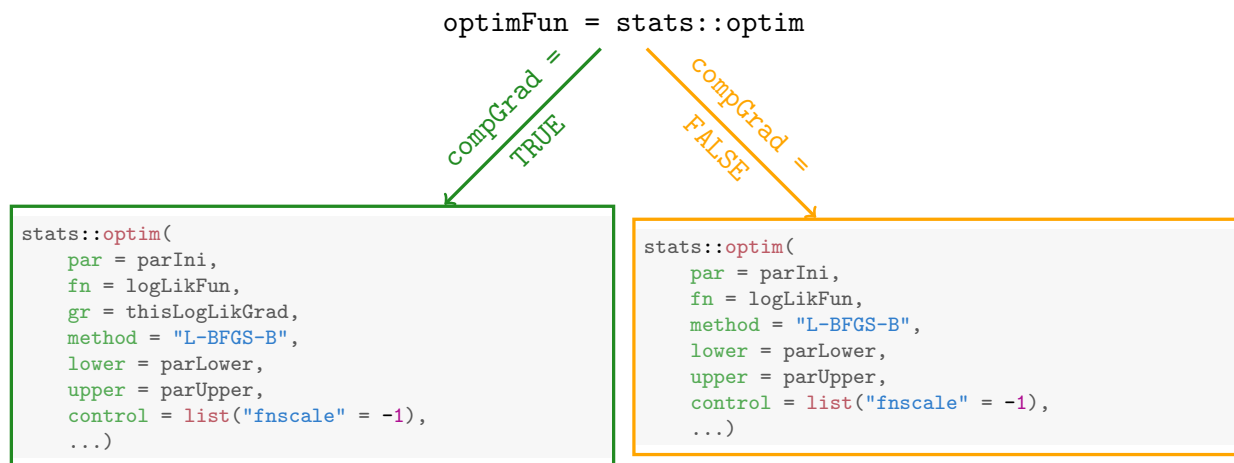 optimFun = stats::optim
compGrad =
TRUE
compGrad =
FALSE
stats::optim(
    par = parIni,
    fn = logLikFun,
    gr = thisLogLikGrad,
    method = "L-BFGS-B",
    lower = parLower,
    upper = parUpper,
    control = list("fnscale" = -1),
    ...)
stats::optim(
    par = parIni,
    fn = logLikFun,
    method = "L-BFGS-B",
    lower = parLower,
    upper = parUpper,
    control = list("fnscale" = -1),
    ...)